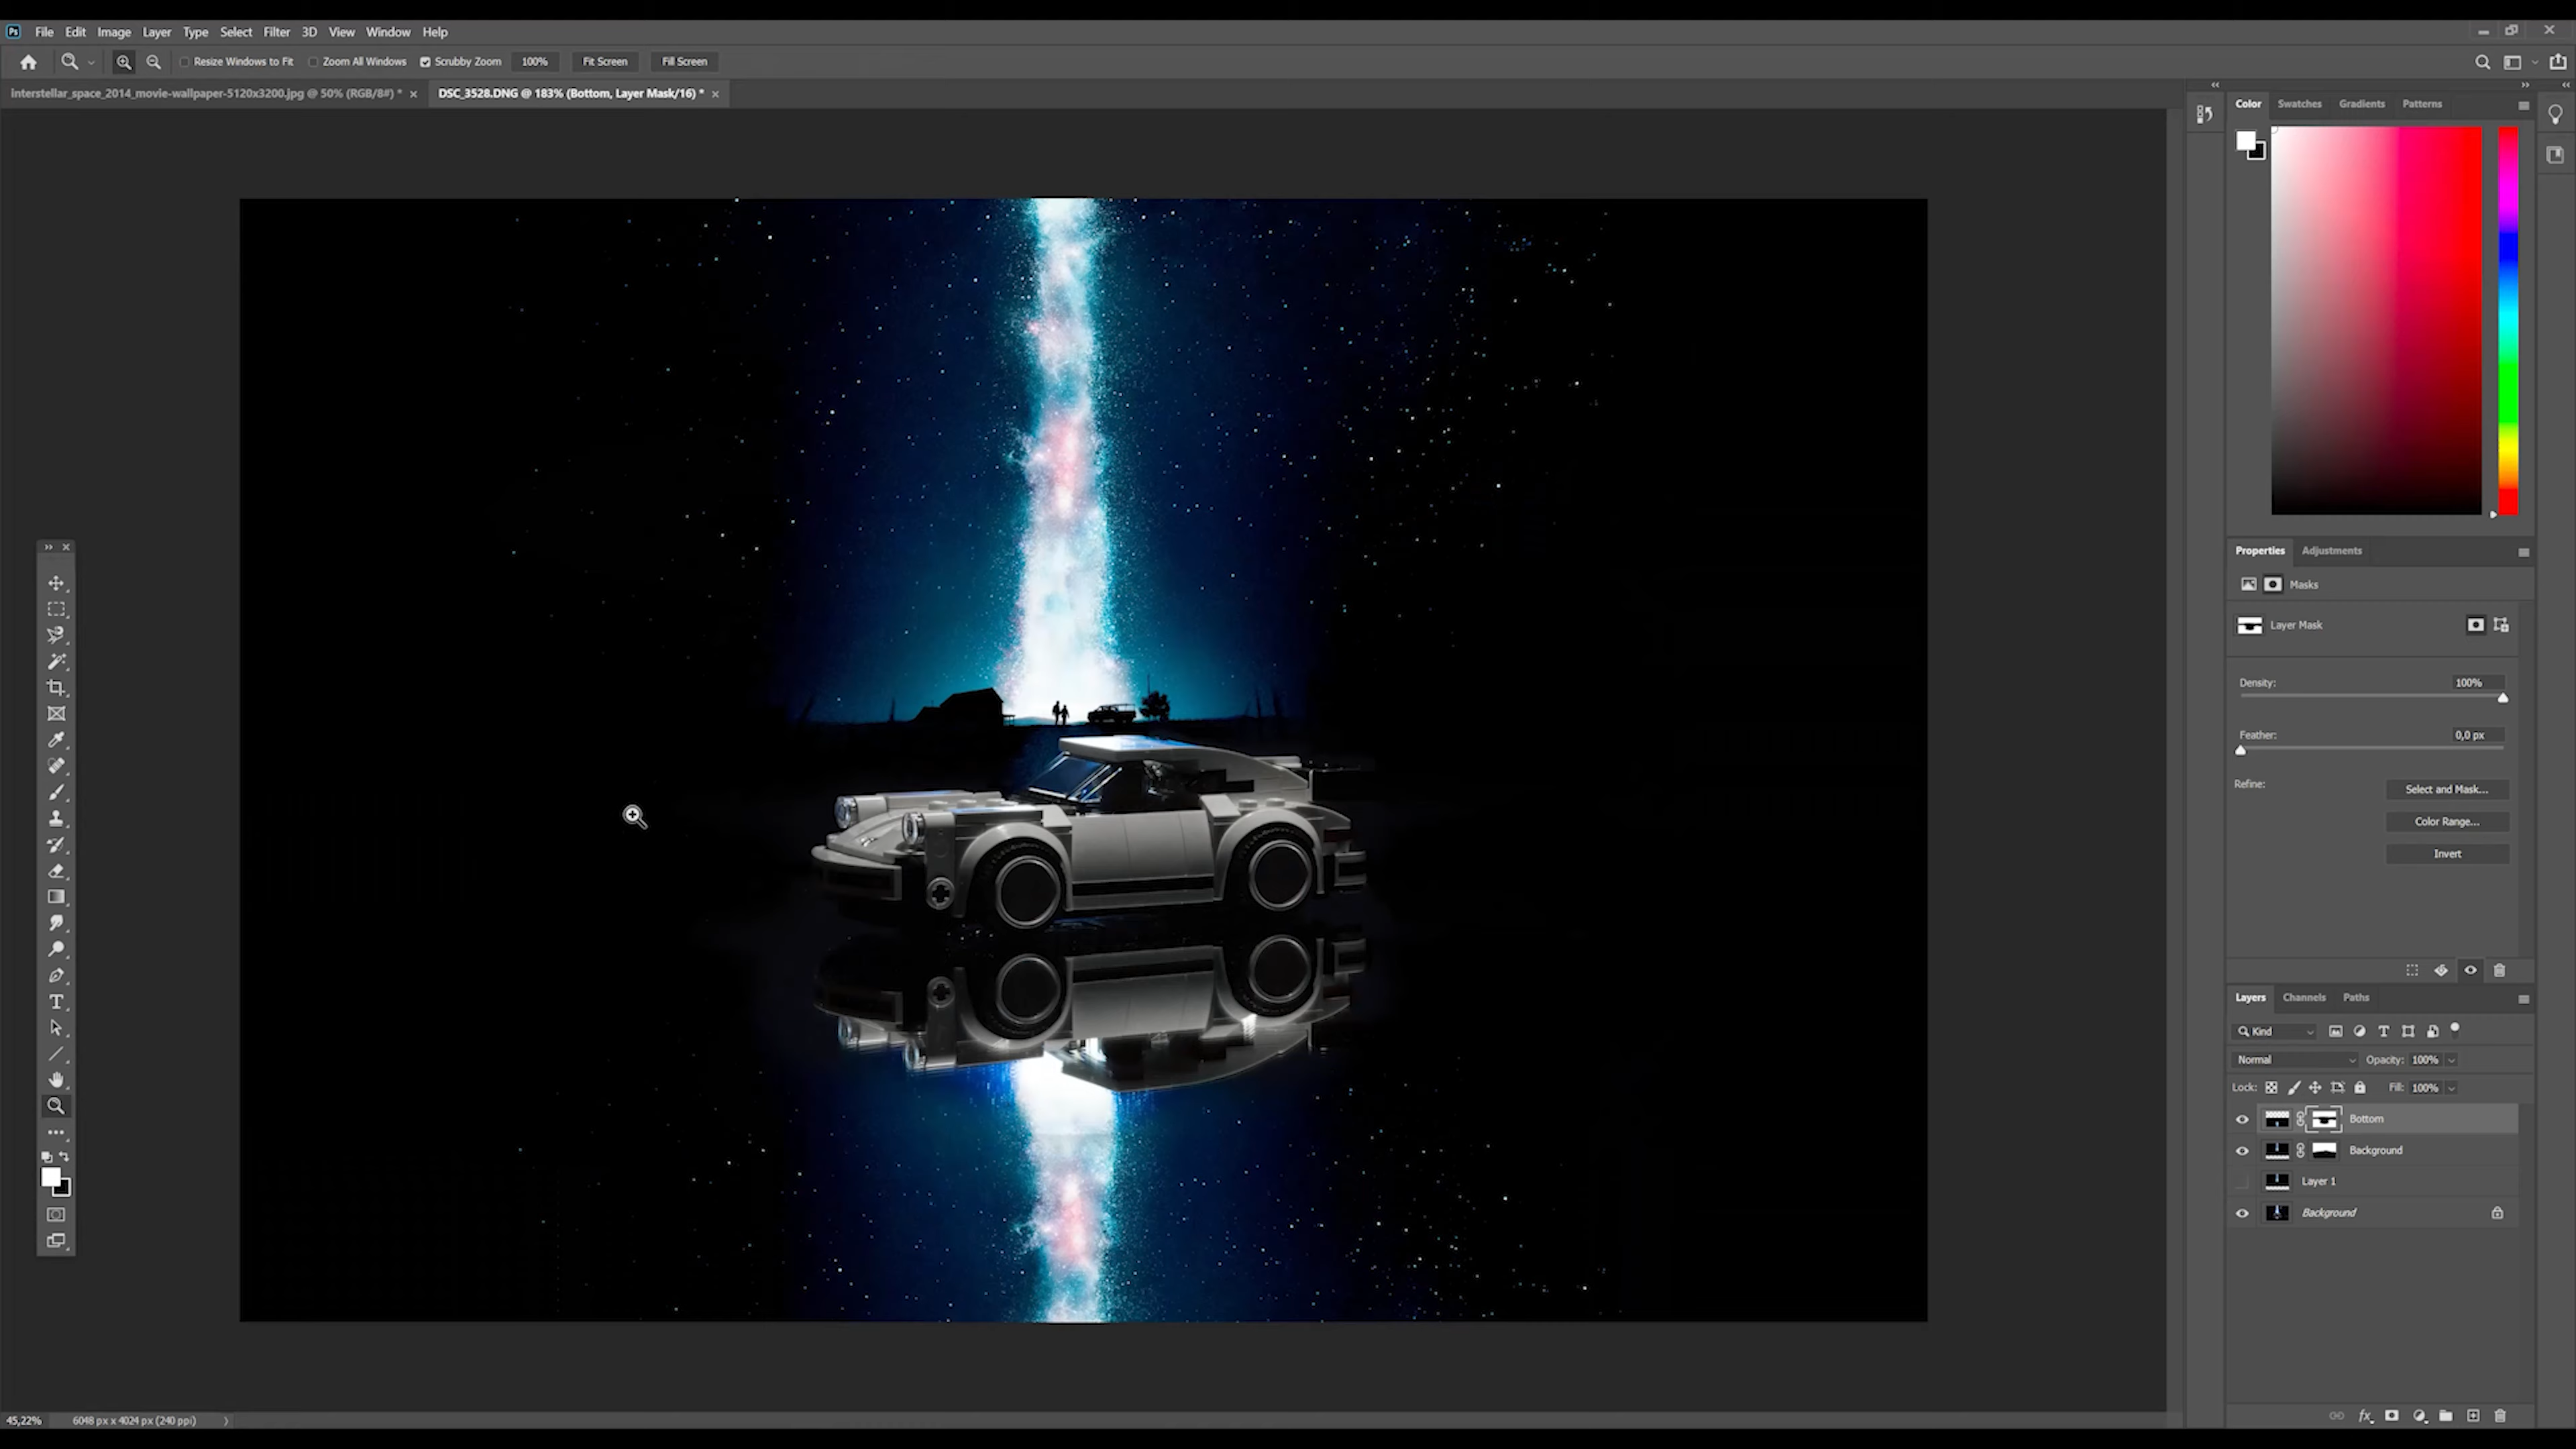 Ps File Edit Image Layer Type Select Filter 3D View Window Help
Resize Windows to Fit Zoom All Windows Scrubby Zoom 100% Fit Screen Fill Screen
interstellar_space_2014_movie-wallpaper-5120x3200.jpg @ 50% (RGB/8#) * × DSC_3528.DNG @ 183% (Bottom, Layer Mask/16) * ×
Color Swatches Gradients Patterns
Properties Adjustments
Masks
Layer Mask
Density: 100%
Feather: 0,0 px
Refine: Select and Mask...
Color Range...
Invert
Layers Channels Paths
Kind
Normal Opacity: 100%
Lock: Fill: 100%
Bottom
Background
Layer 1
Background
fx
45,22% 6048 px x 4024 px (240 ppi)